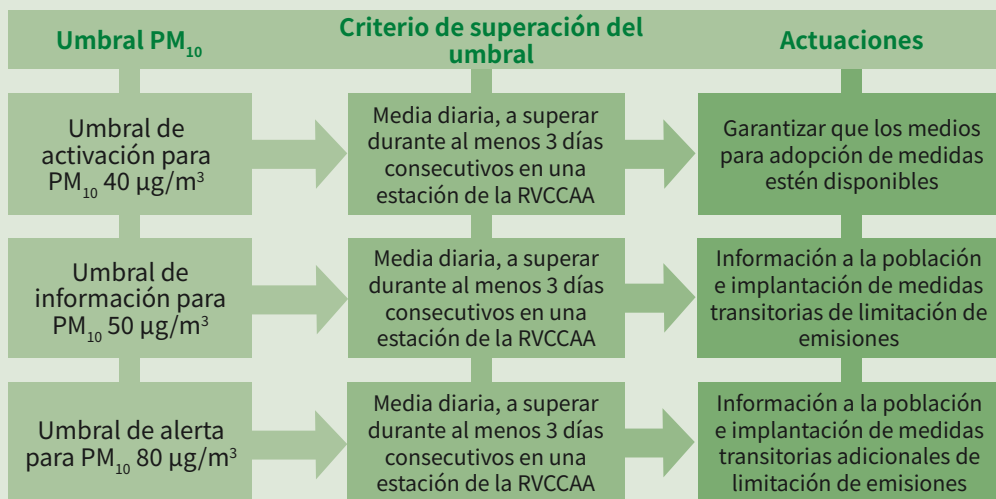 Umbral PM₁₀
Criterio de superación del
umbral
Actuaciones
Umbral de
activación para
PM₁₀ 40 µg/m³
Media diaria, a superar
durante al menos 3 días
consecutivos en una
estación de la RVCCAA
Garantizar que los medios
para adopción de medidas
estén disponibles
Umbral de
información para
PM₁₀ 50 µg/m³
Media diaria, a superar
durante al menos 3 días
consecutivos en una
estación de la RVCCAA
Información a la población
e implantación de medidas
transitorias de limitación de
emisiones
Umbral de alerta
para PM₁₀ 80 µg/m³
Media diaria, a superar
durante al menos 3 días
consecutivos en una
estación de la RVCCAA
Información a la población
e implantación de medidas
transitorias adicionales de
limitación de emisiones